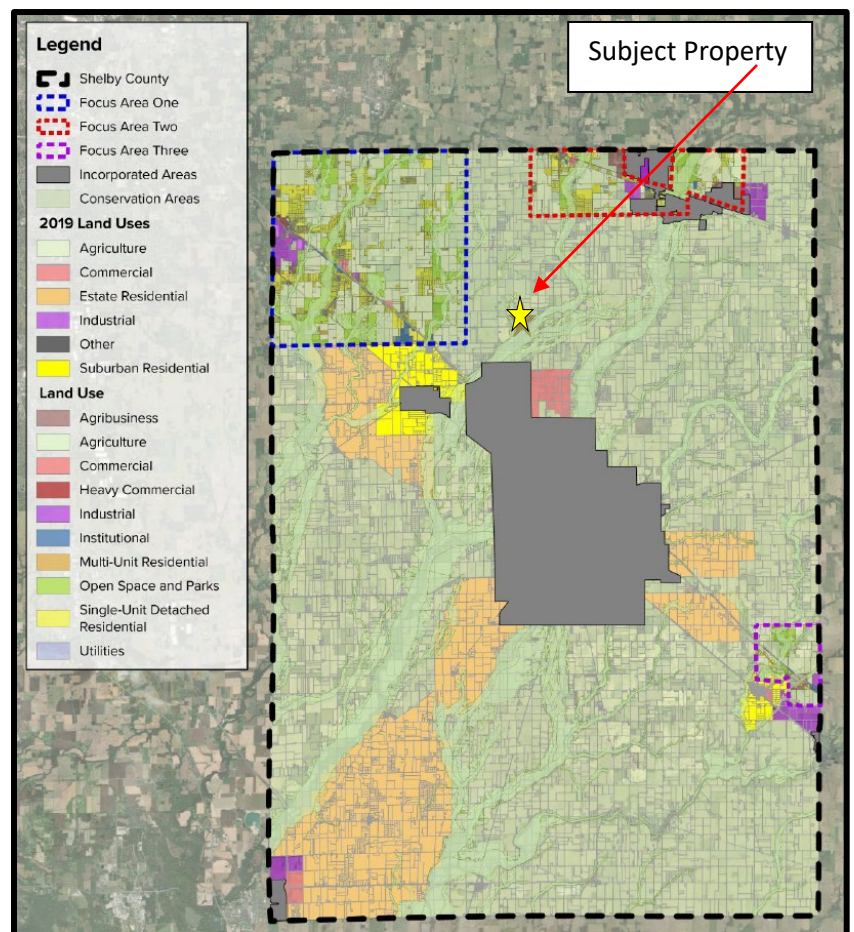 Subject Property
Legend
Shelby County
Focus Area One
Focus Area Two
Focus Area Three
Incorporated Areas
Conservation Areas
2019 Land Uses
Agriculture
Commercial
Estate Residential
Industrial
Other
Suburban Residential
Land Use
Agribusiness
Agriculture
Commercial
Heavy Commercial
Industrial
Institutional
Multi-Unit Residential
Open Space and Parks
Single-Unit Detached
Residential
Utilities